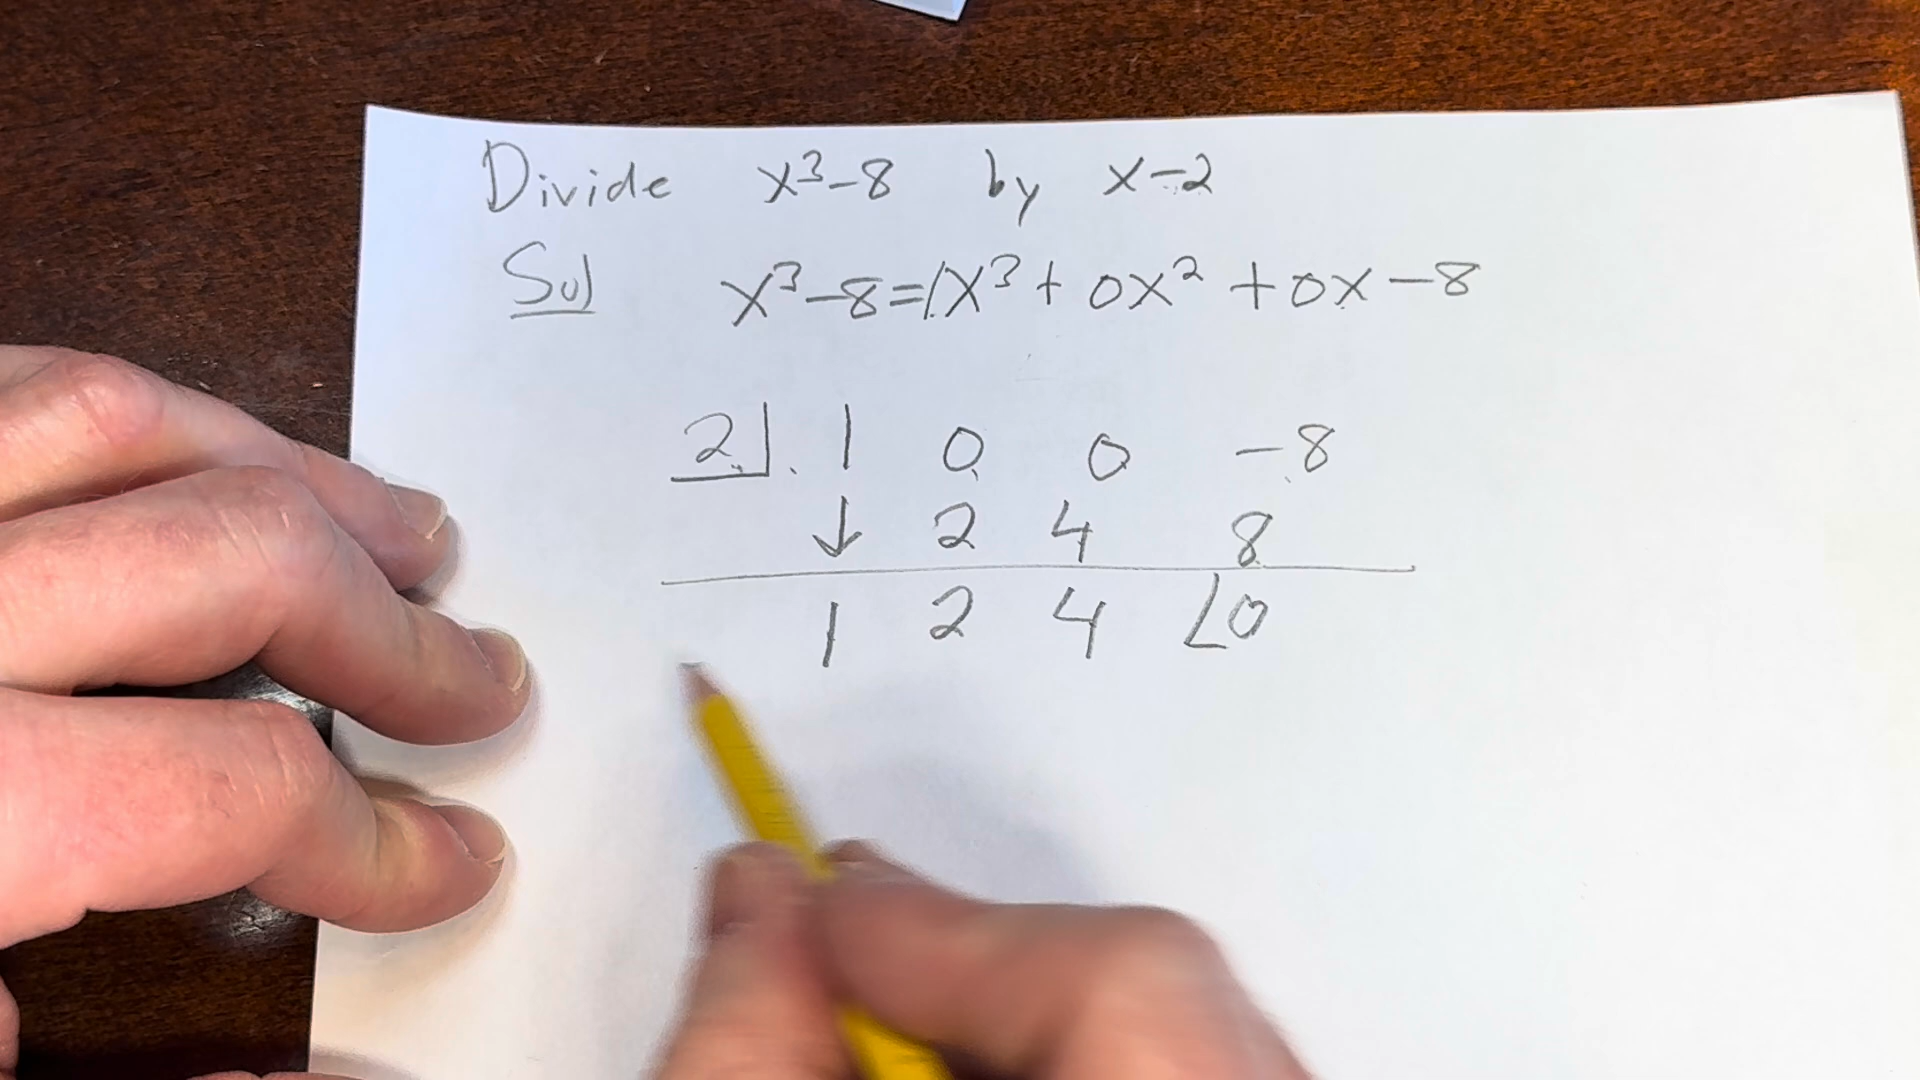 Divide x³-8 by x-2
Sol x³-8=1x³+0x²+0x-8
2 1 0 0 -8
↓ 2 4 8
1 2 4 0